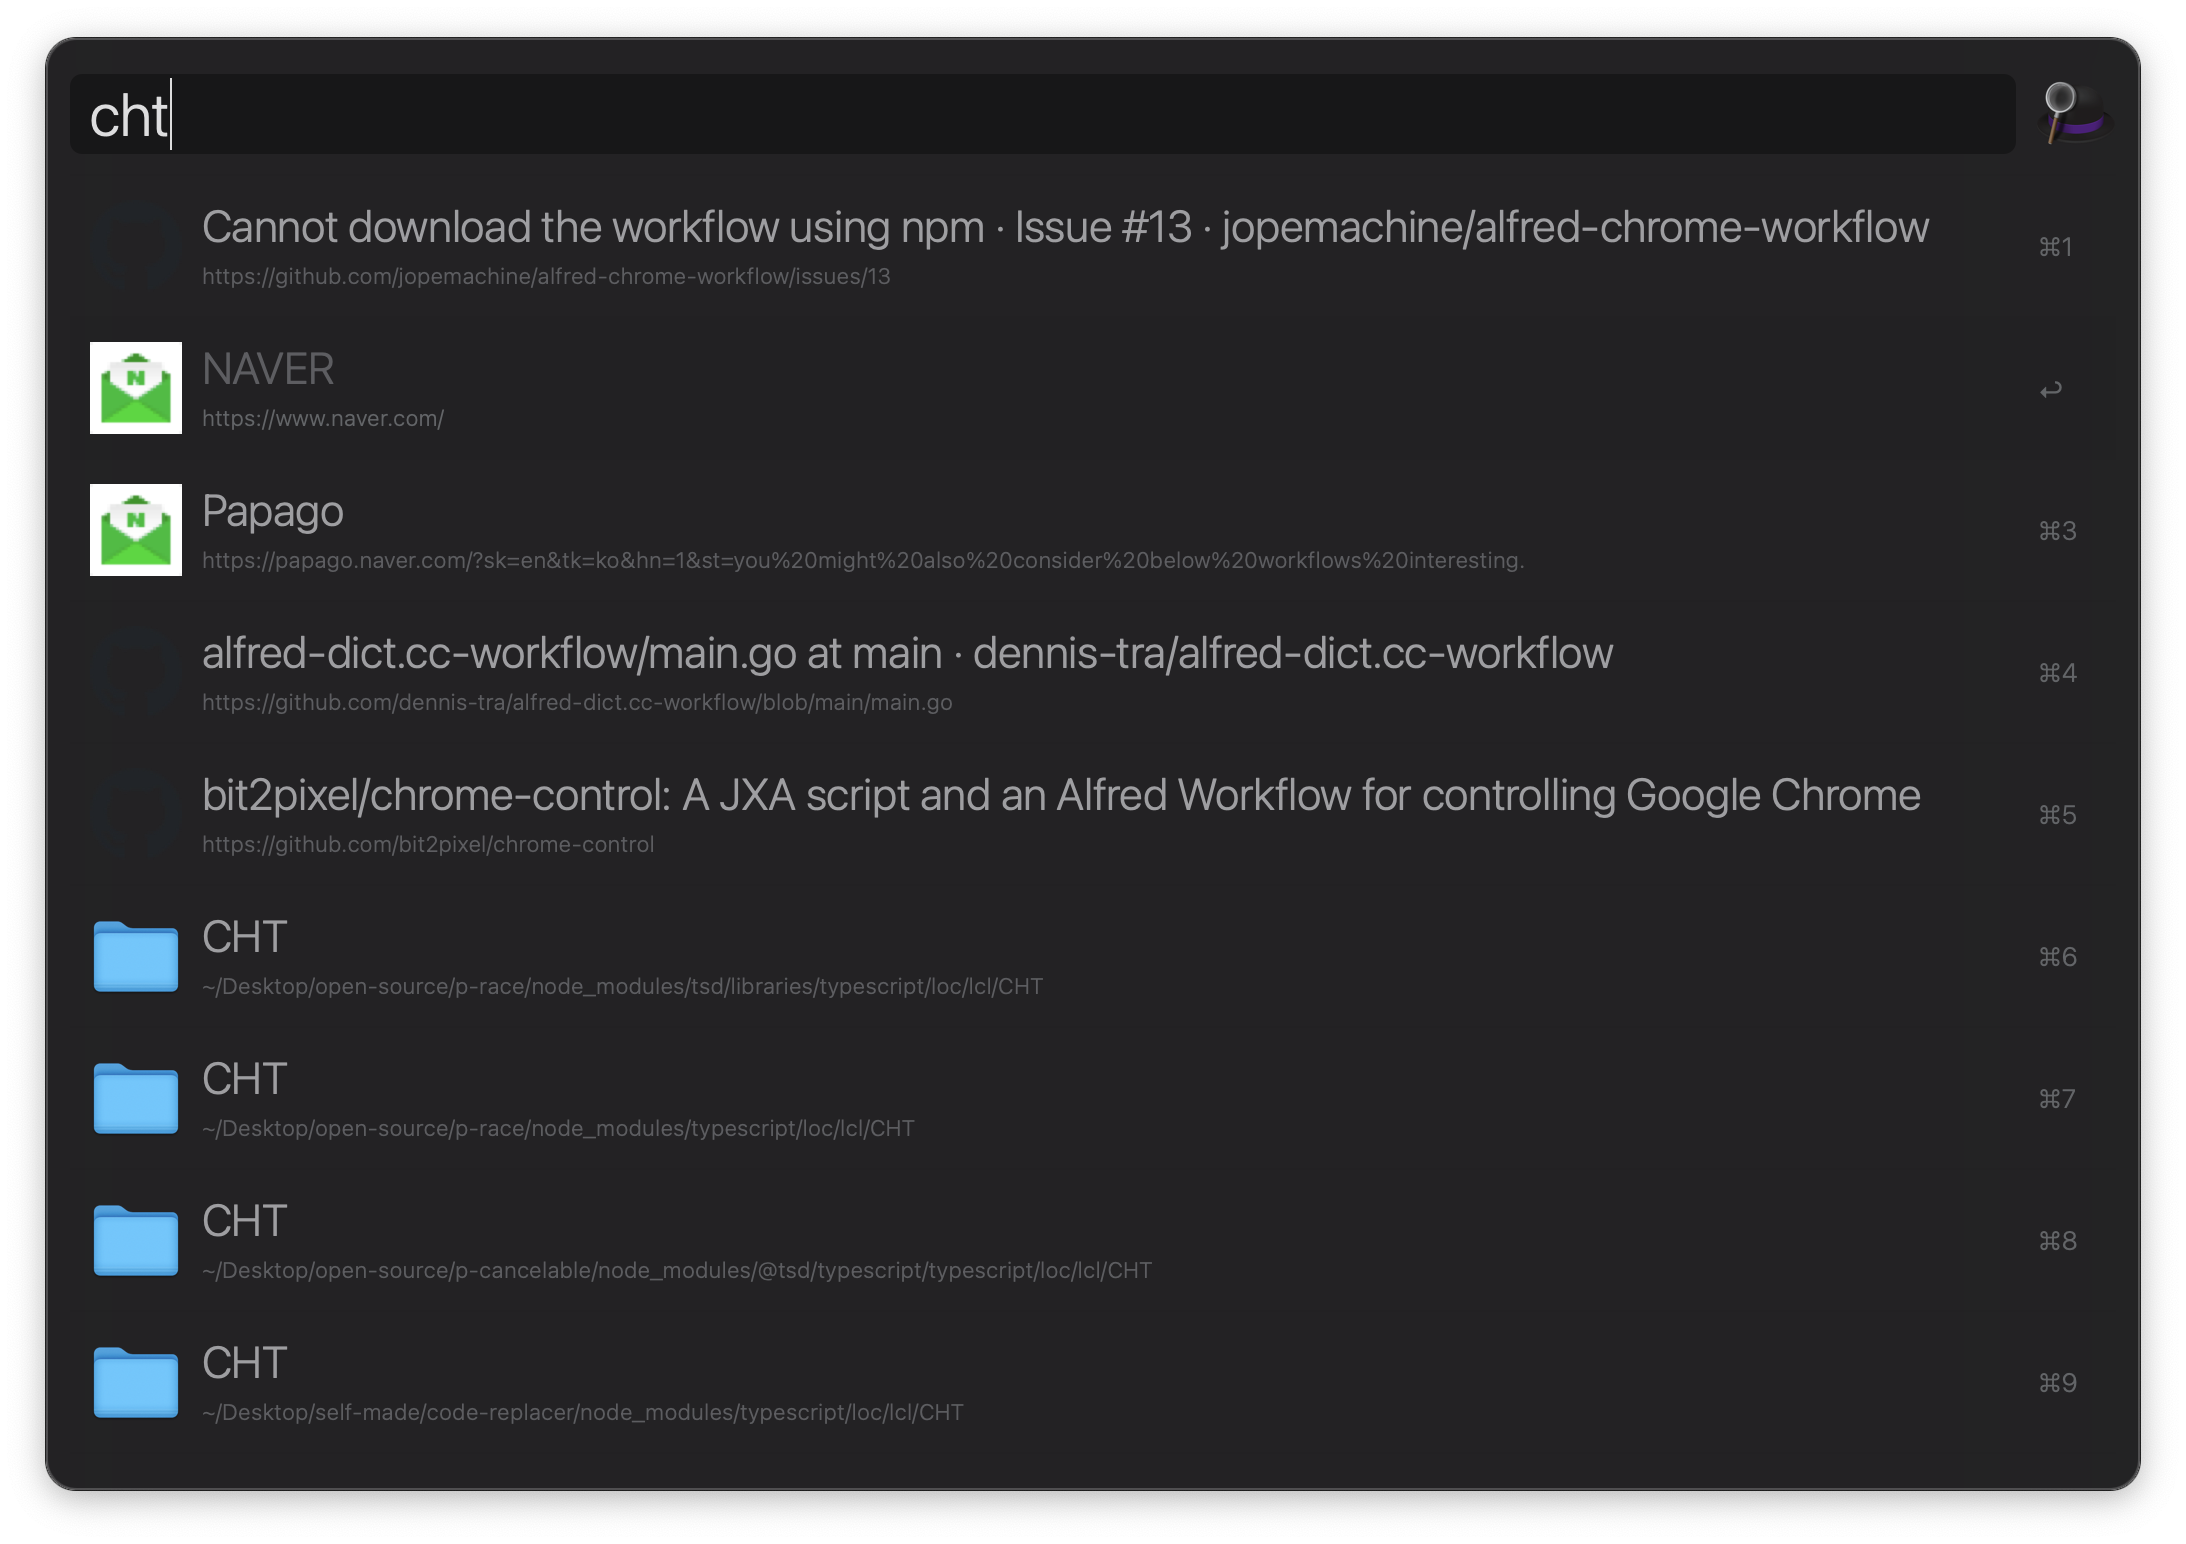 cht
Cannot download the workflow using npm · Issue #13 · jopemachine/alfred-chrome-workflow
https://github.com/jopemachine/alfred-chrome-workflow/issues/13
⌘1
N
NAVER
https://www.naver.com/
↩
N
Papago
https://papago.naver.com/?sk=en&tk=ko&hn=1&st=you%20might%20also%20consider%20below%20workflows%20interesting.
⌘3
alfred-dict.cc-workflow/main.go at main · dennis-tra/alfred-dict.cc-workflow
https://github.com/dennis-tra/alfred-dict.cc-workflow/blob/main/main.go
⌘4
bit2pixel/chrome-control: A JXA script and an Alfred Workflow for controlling Google Chrome
https://github.com/bit2pixel/chrome-control
⌘5
CHT
~/Desktop/open-source/p-race/node_modules/tsd/libraries/typescript/loc/lcl/CHT
⌘6
CHT
~/Desktop/open-source/p-race/node_modules/typescript/loc/lcl/CHT
⌘7
CHT
~/Desktop/open-source/p-cancelable/node_modules/@tsd/typescript/typescript/loc/lcl/CHT
⌘8
CHT
~/Desktop/self-made/code-replacer/node_modules/typescript/loc/lcl/CHT
⌘9